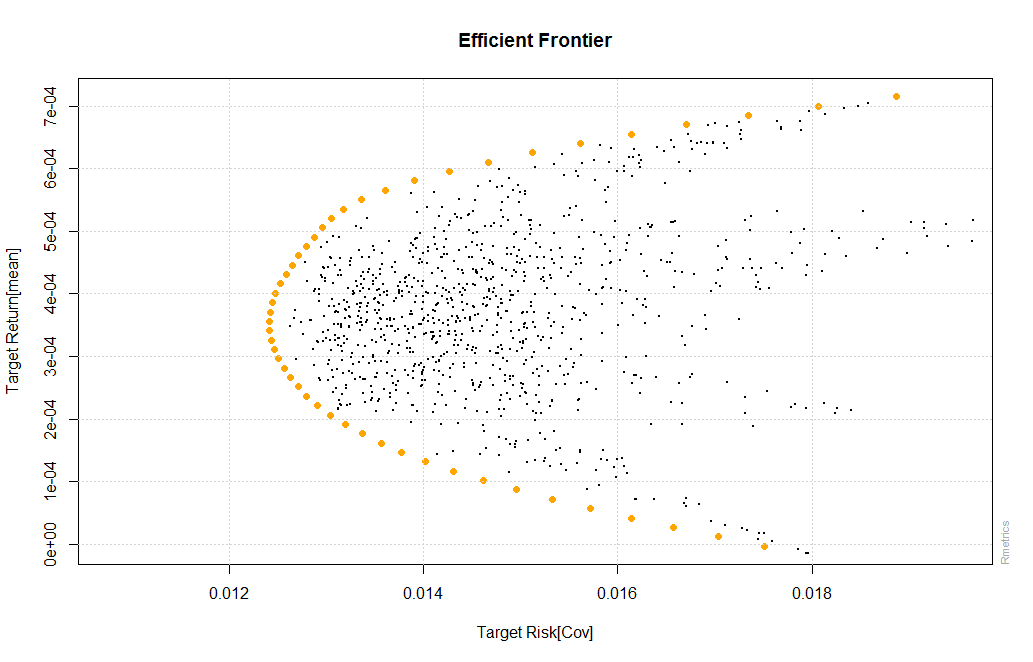 Efficient Frontier
7e-04
6e-04
5e-04
4e-04
3e-04
2e-04
1e-04
0e+00
Target Return[mean]
0.012 0.014 0.016 0.018
Target Risk[Cov]
Rmetrics